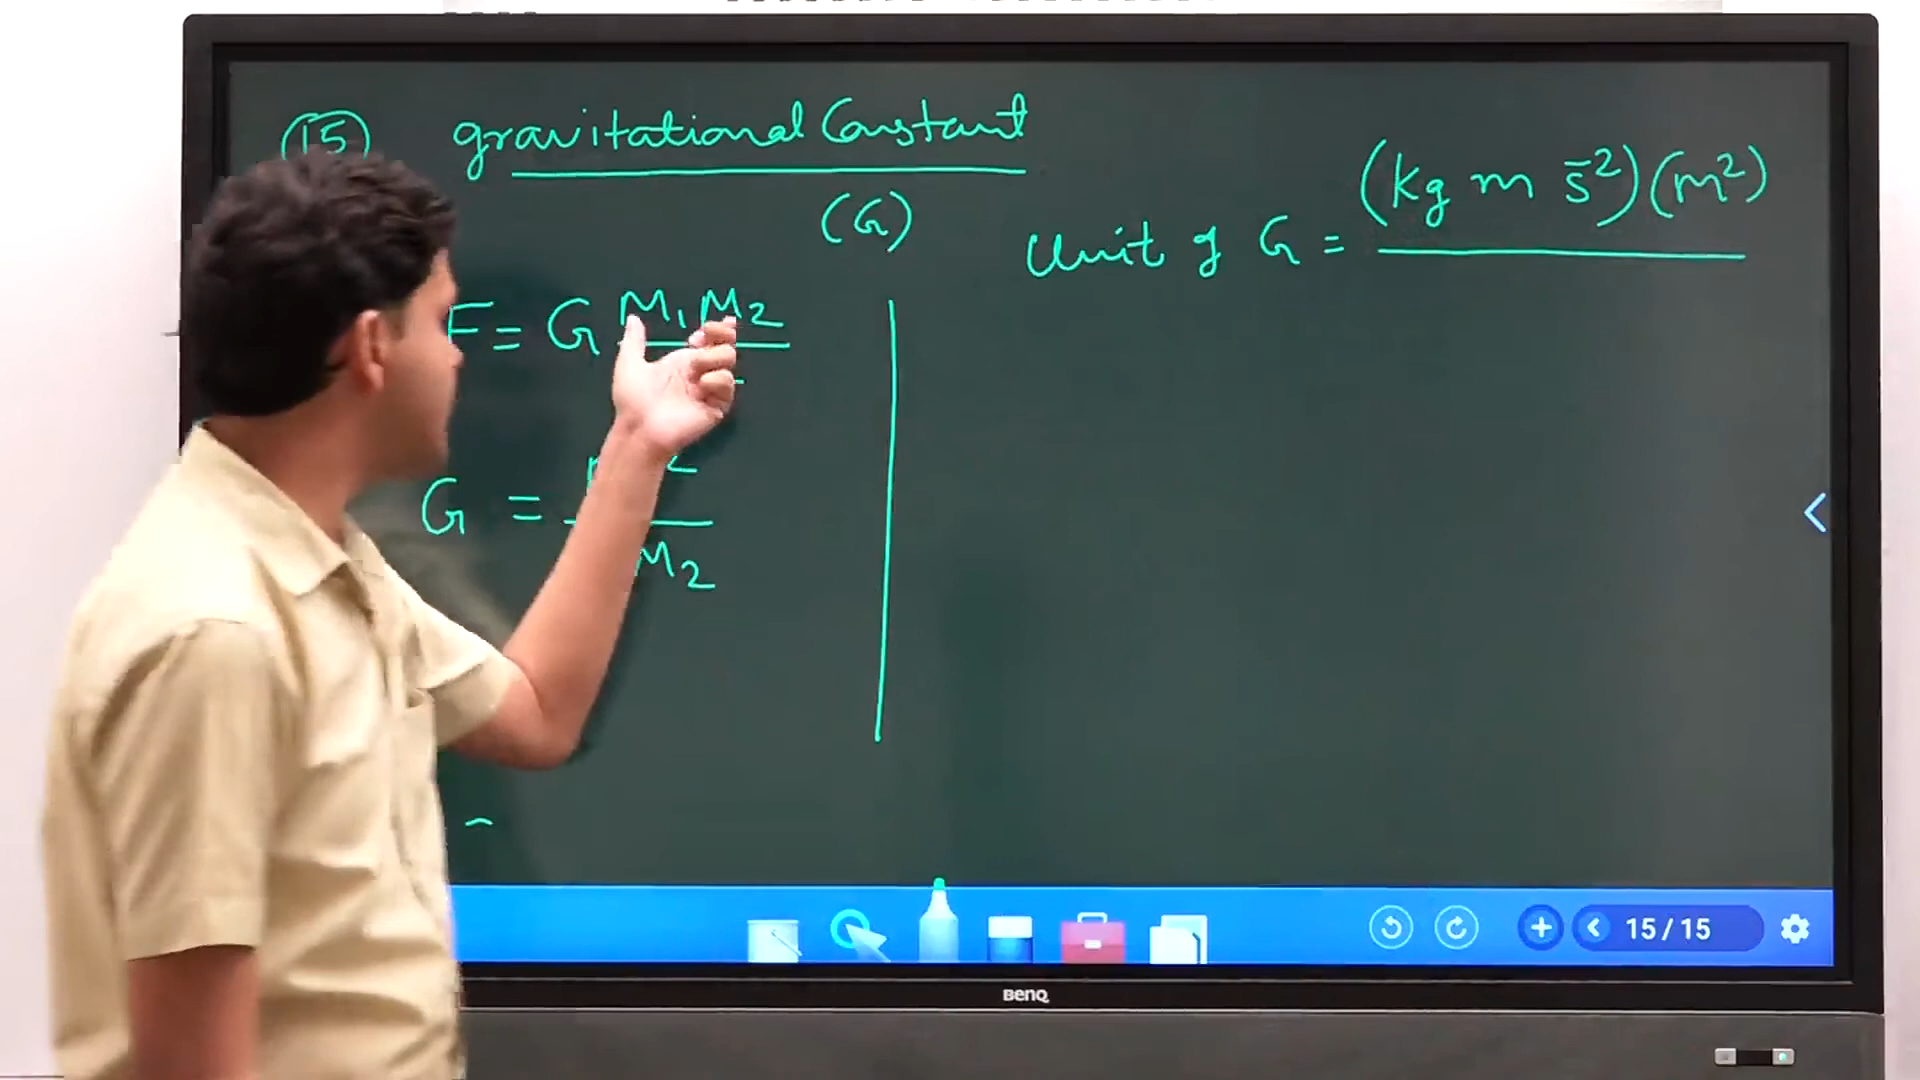 15 gravitational Constant
(G)
F = G M₁M₂
G =
M₂
Unit of G = (kg m s⁻²)(m²)
15/15
BenQ